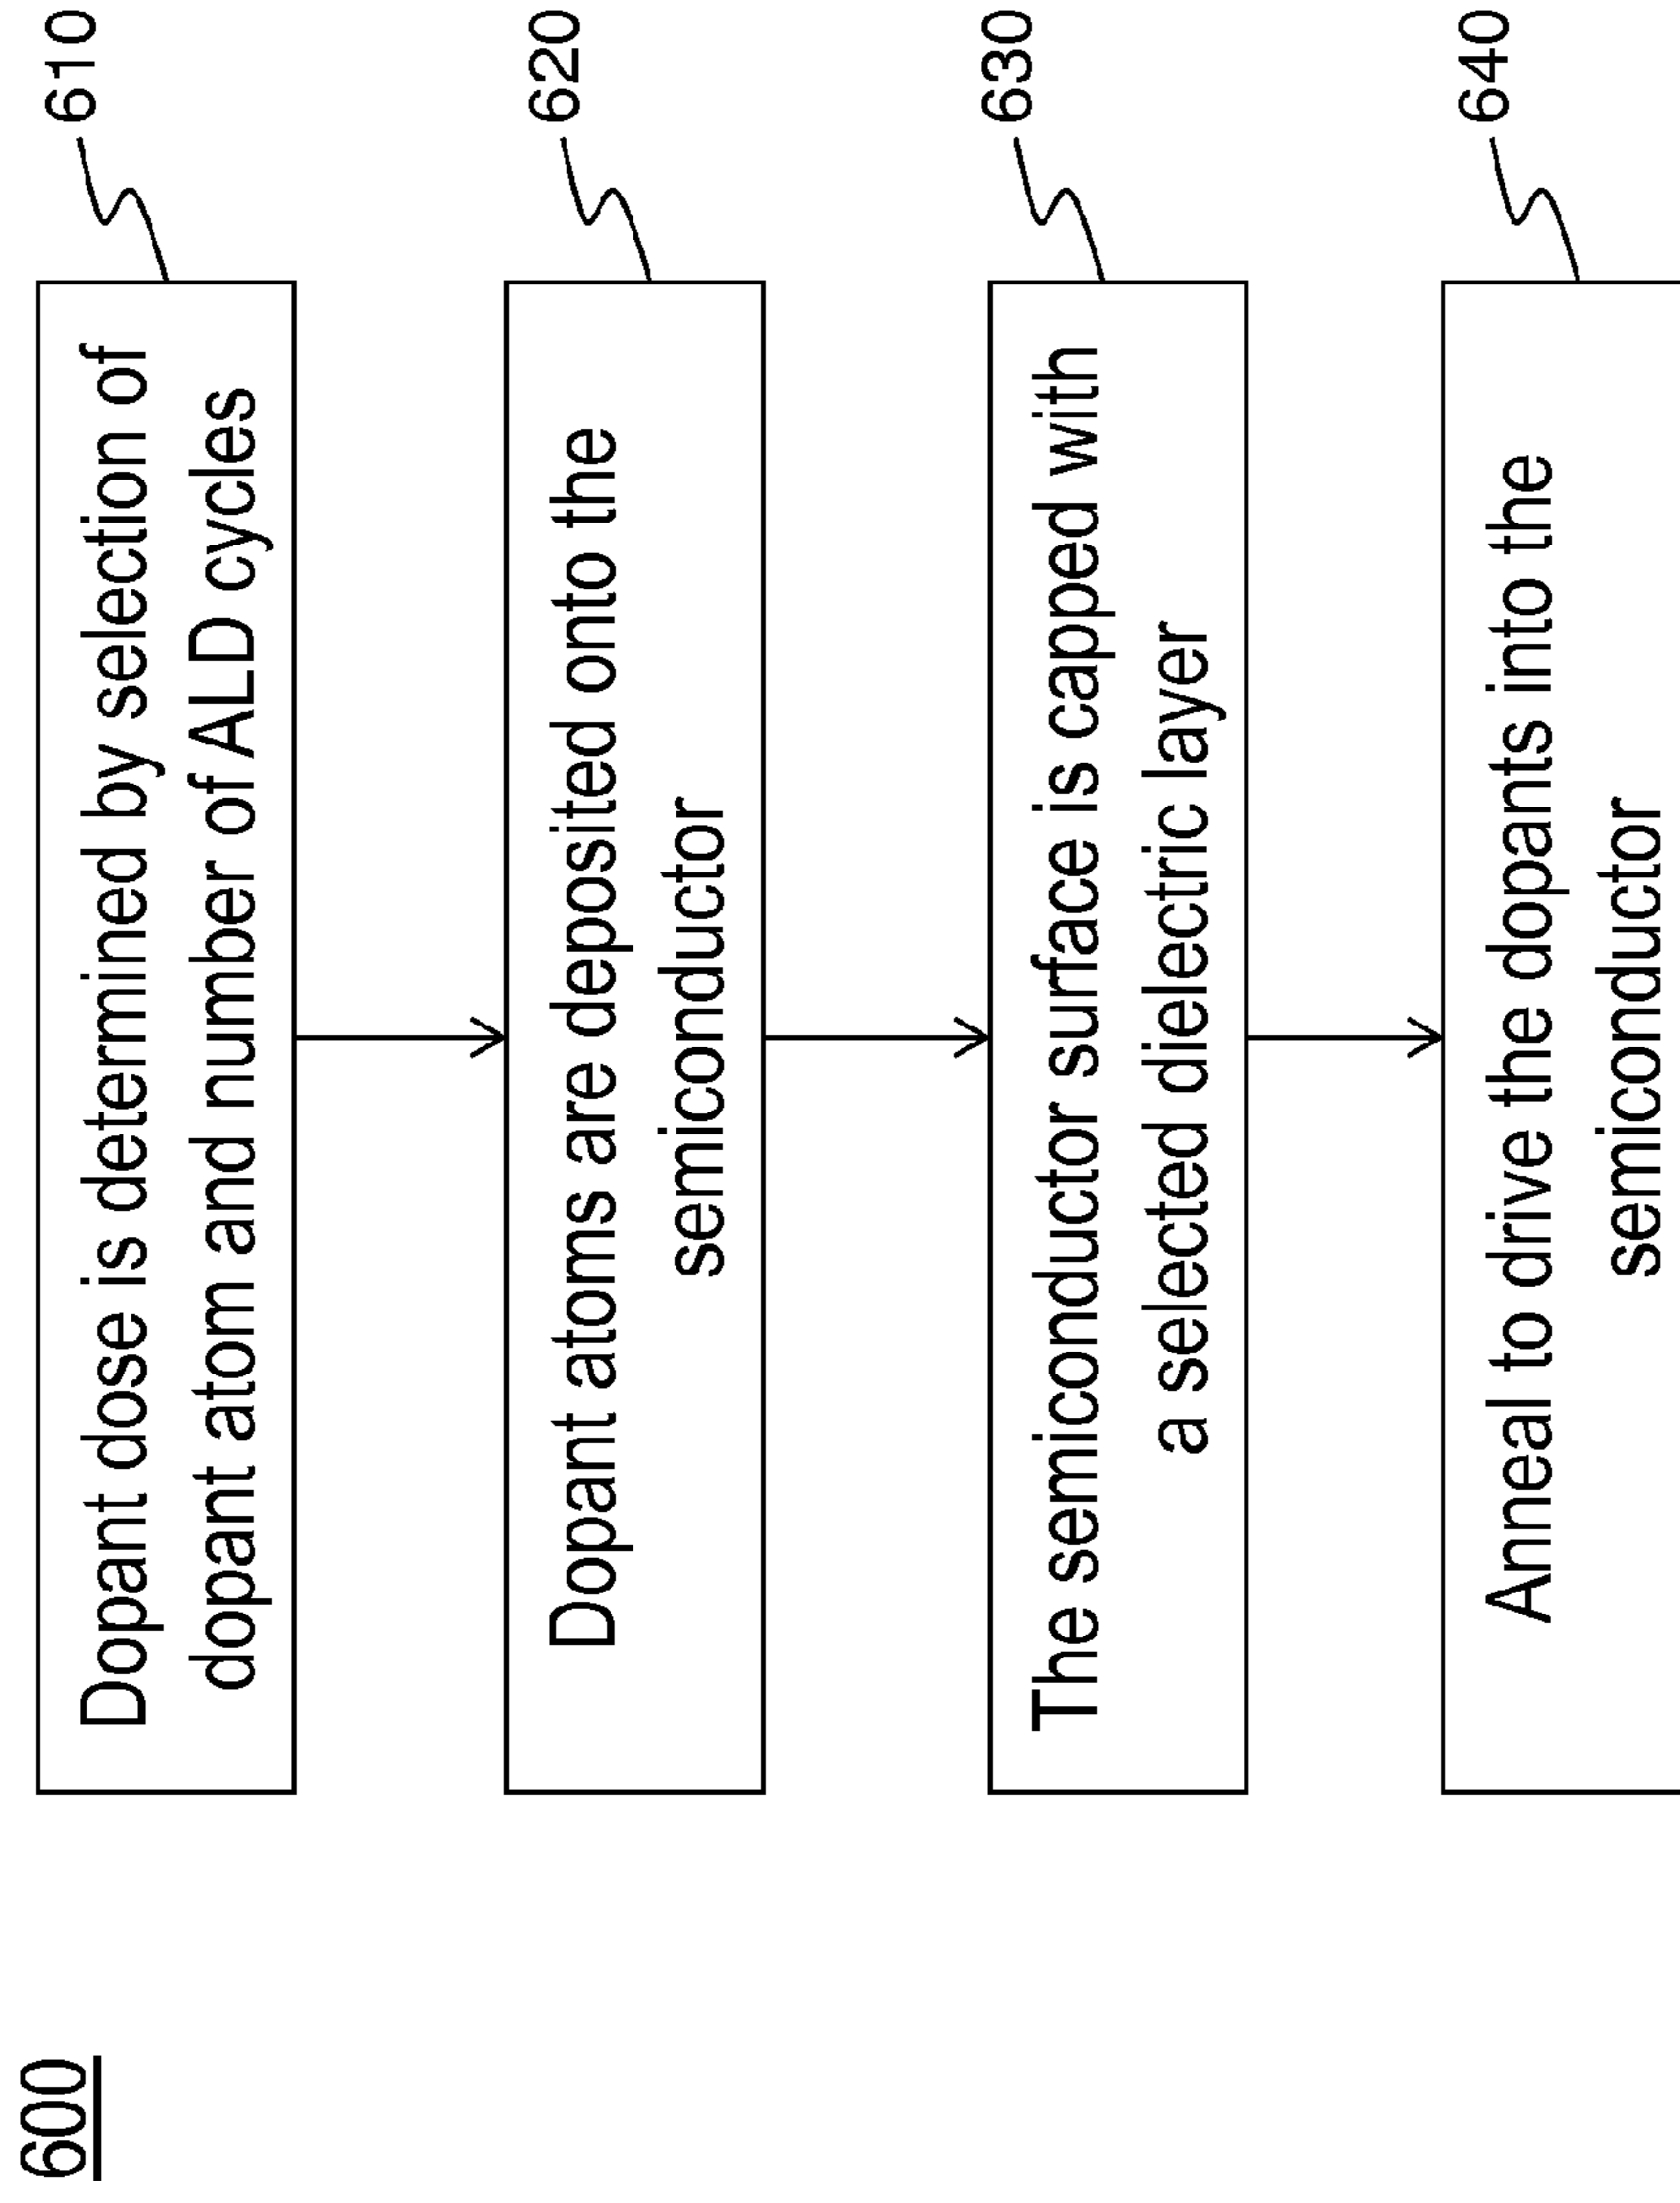 600
Dopant dose is determined by selection of
dopant atom and number of ALD cycles
610
Dopant atoms are deposited onto the
semiconductor
620
The semiconductor surface is capped with
a selected dielectric layer
630
Anneal to drive the dopants into the
semiconductor
640